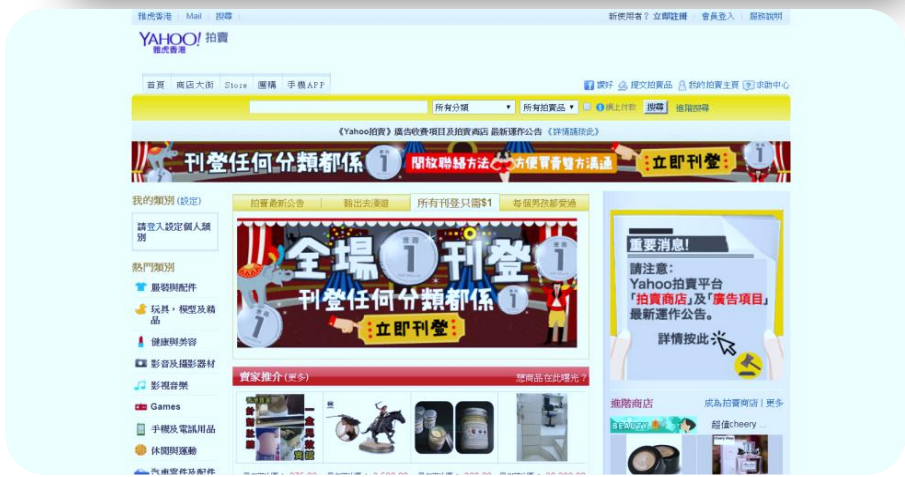 雅虎香港 Mail 搜尋
新使用者？ 立即註冊 會員登入 服務說明
YAHOO! 拍賣
雅虎香港
首頁 商店大街 Store 團購 手機APP
讚好 提交拍賣品 我的拍賣主頁 求助中心
所有分類 所有拍賣品 網上付款 搜尋 進階搜尋
《Yahoo拍賣》廣告收費項目及拍賣商店 最新運作公告 《詳情請按此》
刊登任何分類都係 1 開放聯絡方法 方便買賣雙方溝通 立即刊登
我的類別 (設定)
請登入設定個人類別
熱門類別
服裝與配件
玩具，模型及精品
健康與美容
影音及攝影器材
影視音樂
Games
手機及電訊用品
休閒與運動
汽車零件及配件
拍賣最新公告 所有刊登只需$1 每個男孩都愛過
全場 1 刊登 1
刊登任何分類都係 1
立即刊登
賣家推介 (更多) 想商品在此曝光？
重要消息!
請注意：
Yahoo拍賣平台
「拍賣商店」及「廣告項目」
最新運作公告。
詳情按此
進階商店 成為拍賣商店 | 更多
BEAUTY 超值cheery ...